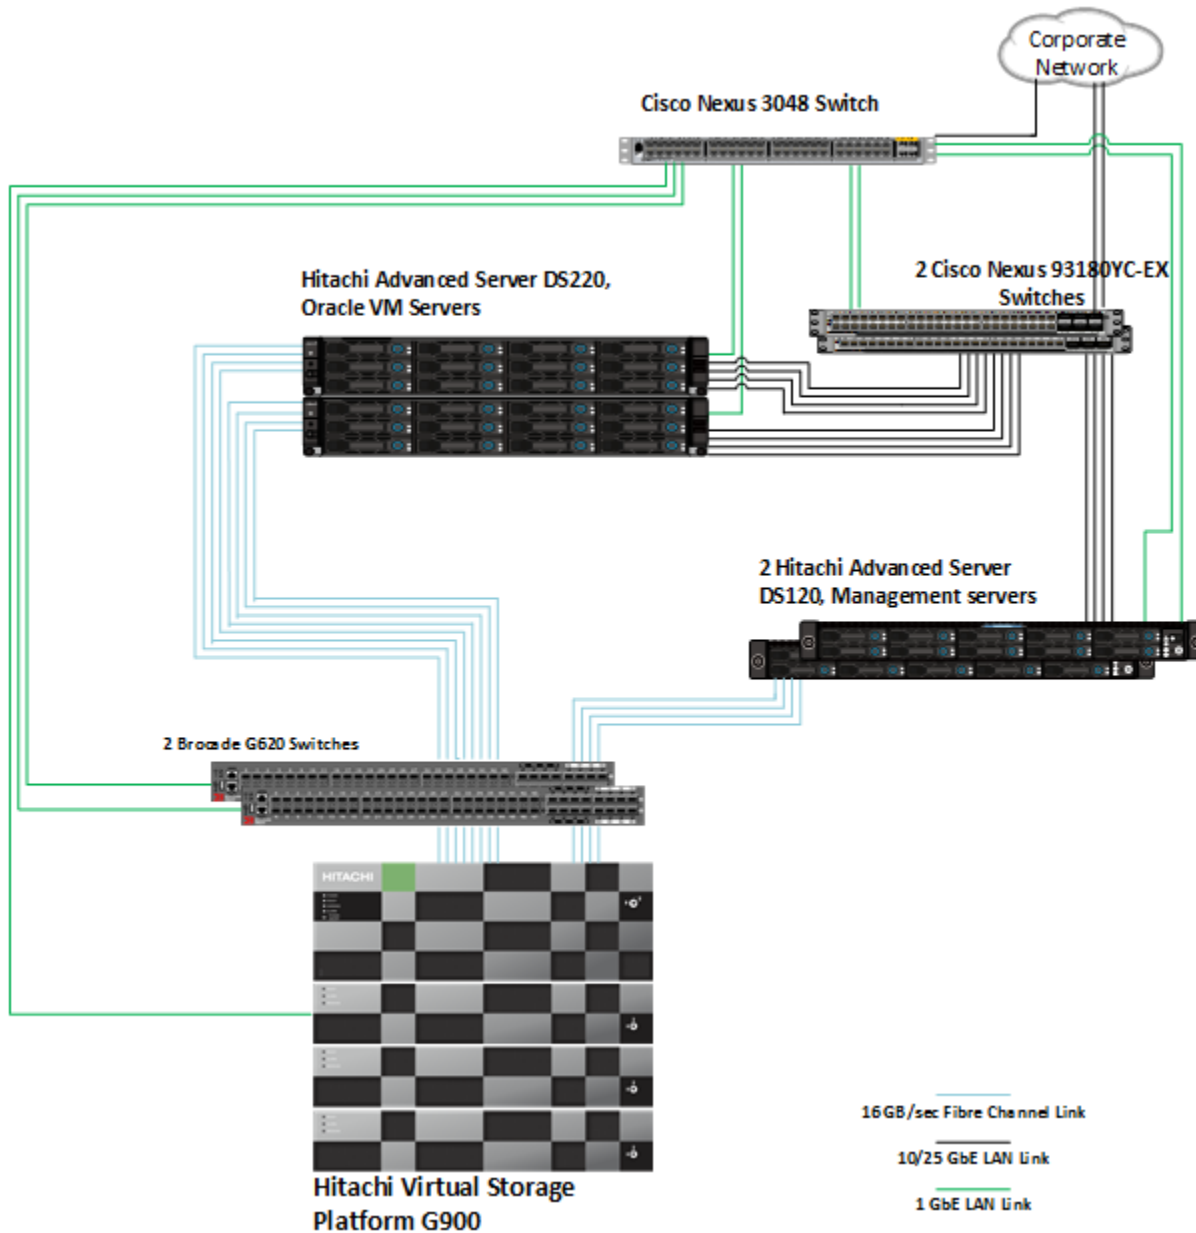 Corporate
Network
Cisco Nexus 3048 Switch
2 Cisco Nexus 93180YC-EX
Switches
Hitachi Advanced Server DS220,
Oracle VM Servers
2 Hitachi Advanced Server
DS120, Management servers
2 Brocade G620 Switches
HITACHI
16GB/sec Fibre Channel Link
10/25 GbE LAN Link
1 GbE LAN Link
Hitachi Virtual Storage
Platform G900